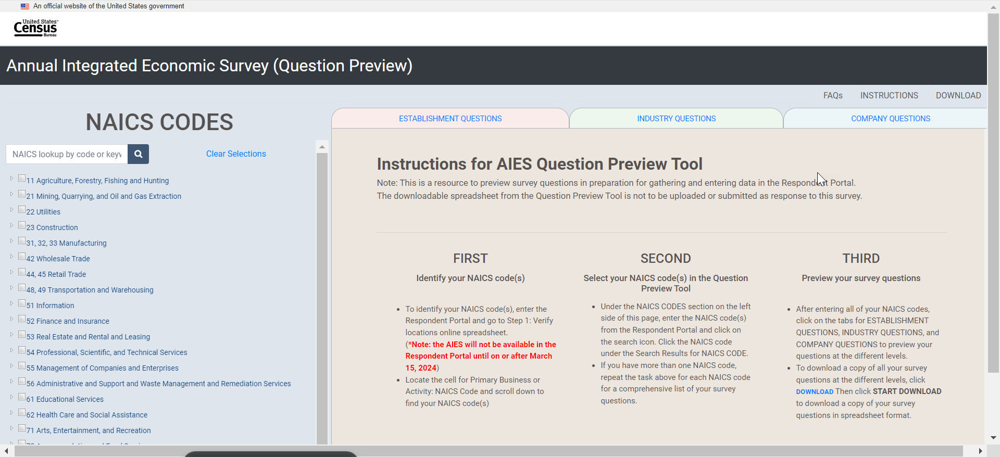 An official website of the United States government
United States®
Census
Bureau
Annual Integrated Economic Survey (Question Preview)
FAQs INSTRUCTIONS DOWNLOAD
NAICS CODES
NAICS lookup by code or keyw
Clear Selections
11 Agriculture, Forestry, Fishing and Hunting
21 Mining, Quarrying, and Oil and Gas Extraction
22 Utilities
23 Construction
31, 32, 33 Manufacturing
42 Wholesale Trade
44, 45 Retail Trade
48, 49 Transportation and Warehousing
51 Information
52 Finance and Insurance
53 Real Estate and Rental and Leasing
54 Professional, Scientific, and Technical Services
55 Management of Companies and Enterprises
56 Administrative and Support and Waste Management and Remediation Services
61 Educational Services
62 Health Care and Social Assistance
71 Arts, Entertainment, and Recreation
ESTABLISHMENT QUESTIONS
INDUSTRY QUESTIONS
COMPANY QUESTIONS
Instructions for AIES Question Preview Tool
Note: This is a resource to preview survey questions in preparation for gathering and entering data in the Respondent Portal.
The downloadable spreadsheet from the Question Preview Tool is not to be uploaded or submitted as response to this survey.
FIRST
Identify your NAICS code(s)
• To identify your NAICS code(s), enter the
Respondent Portal and go to Step 1: Verify
locations online spreadsheet.
(*Note: the AIES will not be available in the
Respondent Portal until on or after March
15, 2024)
• Locate the cell for Primary Business or
Activity: NAICS Code and scroll down to
find your NAICS code(s)
SECOND
Select your NAICS code(s) in the Question
Preview Tool
• Under the NAICS CODES section on the left
side of this page, enter the NAICS code(s)
from the Respondent Portal and click on
the search icon. Click the NAICS code
under the Search Results for NAICS CODE.
• If you have more than one NAICS code,
repeat the task above for each NAICS code
for a comprehensive list of your survey
questions.
THIRD
Preview your survey questions
• After entering all of your NAICS codes,
click on the tabs for ESTABLISHMENT
QUESTIONS, INDUSTRY QUESTIONS, and
COMPANY QUESTIONS to preview your
questions at the different levels.
• To download a copy of all your survey
questions at the different levels, click
DOWNLOAD Then click START DOWNLOAD
to download a copy of your survey
questions in spreadsheet format.